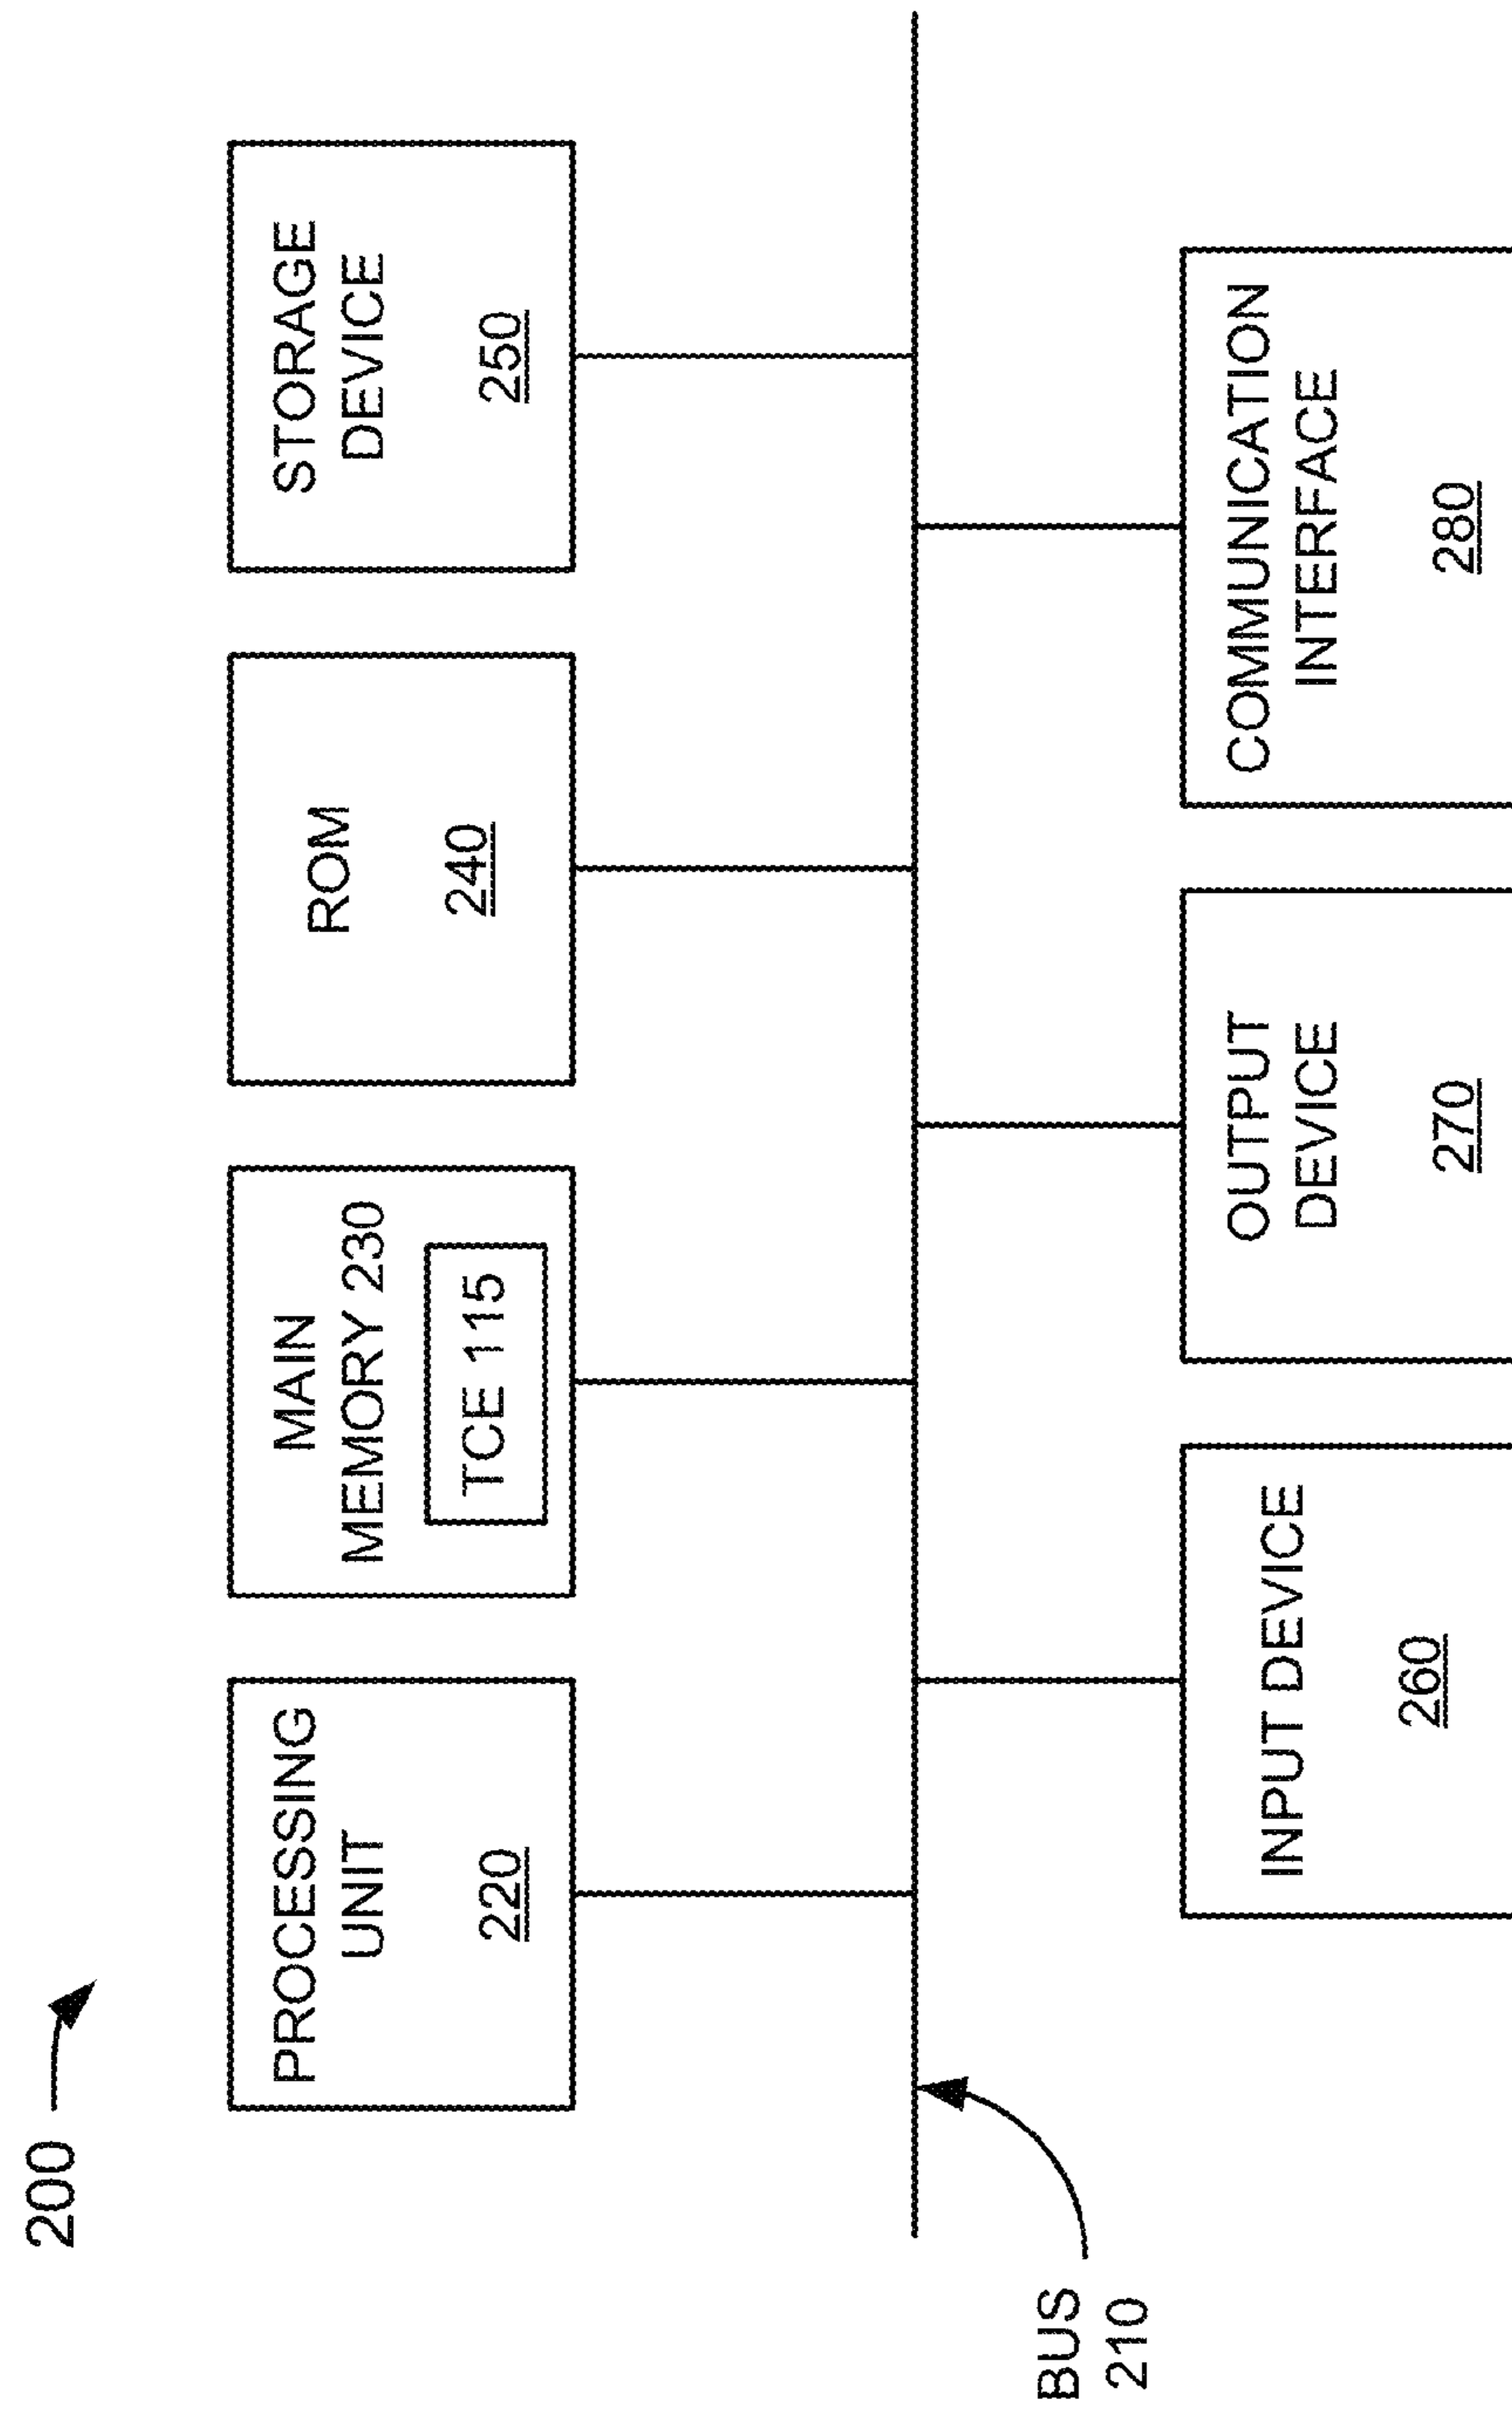 200
PROCESSING
UNIT
220
MAIN
MEMORY 230
TCE 115
ROM
240
STORAGE
DEVICE
250
BUS
210
INPUT DEVICE
260
OUTPUT
DEVICE
270
COMMUNICATION
INTERFACE
280